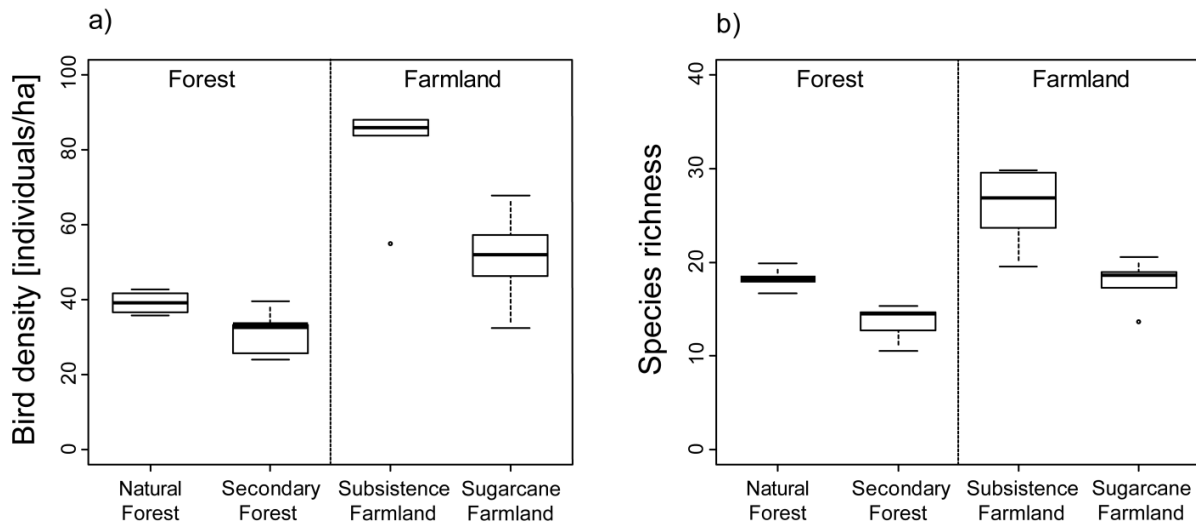 a)
Bird density [individuals/ha]
100
80
60
40
20
0
Forest
Farmland
Natural
Forest
Secondary
Forest
Subsistence
Farmland
Sugarcane
Farmland
b)
Species richness
40
30
20
10
0
Forest
Farmland
Natural
Forest
Secondary
Forest
Subsistence
Farmland
Sugarcane
Farmland